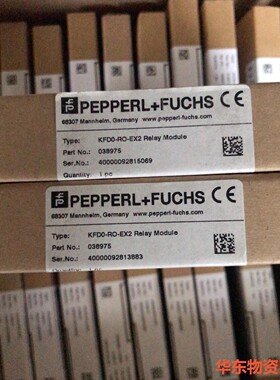 PEPPERL+FUCHS CE
68307 Mannheim, Germany www.pepperl-fuchs.com
Type: KFD0-RO-EX2 Relay Module
Part No.: 038975
Ser.No.: 40000092815069
Quantity: 1 pc
PEPPERL+FUCHS CE
68307 Mannheim, Germany www.pepperl-fuchs.com
Type: KFD0-RO-EX2 Relay Module
Part No.: 038975
Ser.No.: 40000092813883
华东物资